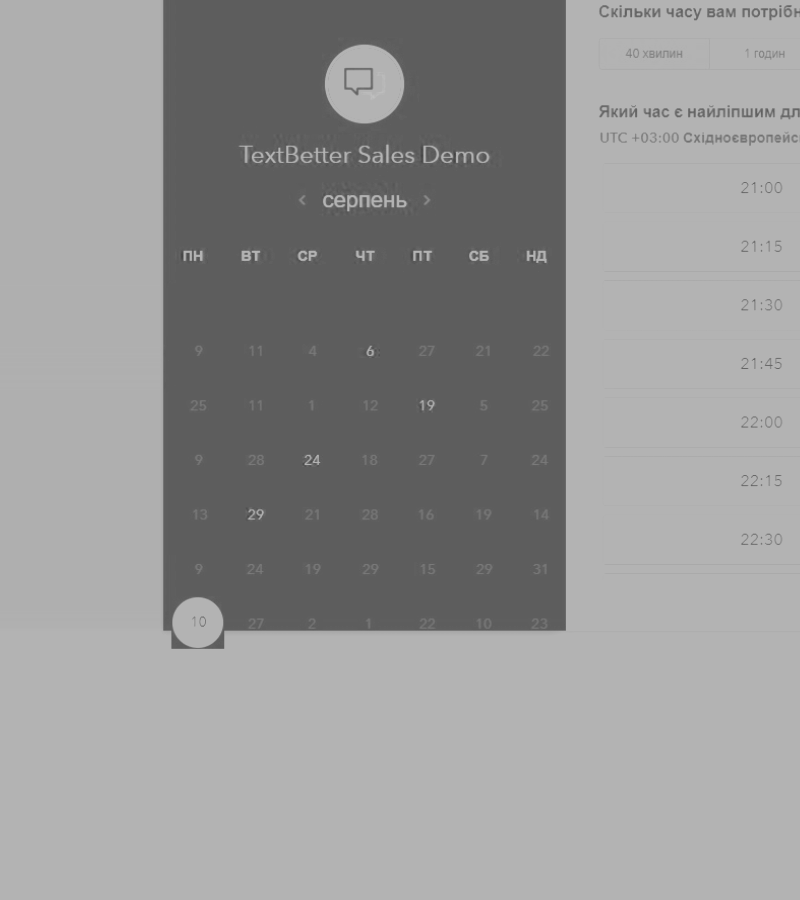 TextBetter Sales Demo
‹ серпень ›
ПН ВТ СР ЧТ ПТ СБ НД
9 11 4 6 27 21 22
25 11 1 12 19 5 25
9 28 24 18 27 7 24
13 29 21 28 16 19 14
9 24 19 29 15 29 31
10 27 2 1 22 10 23
Скільки часу вам
40 хвилин 1 годин
Який час є найліпшим
UTC +03:00
21:00
21:15
21:30
21:45
22:00
22:15
22:30